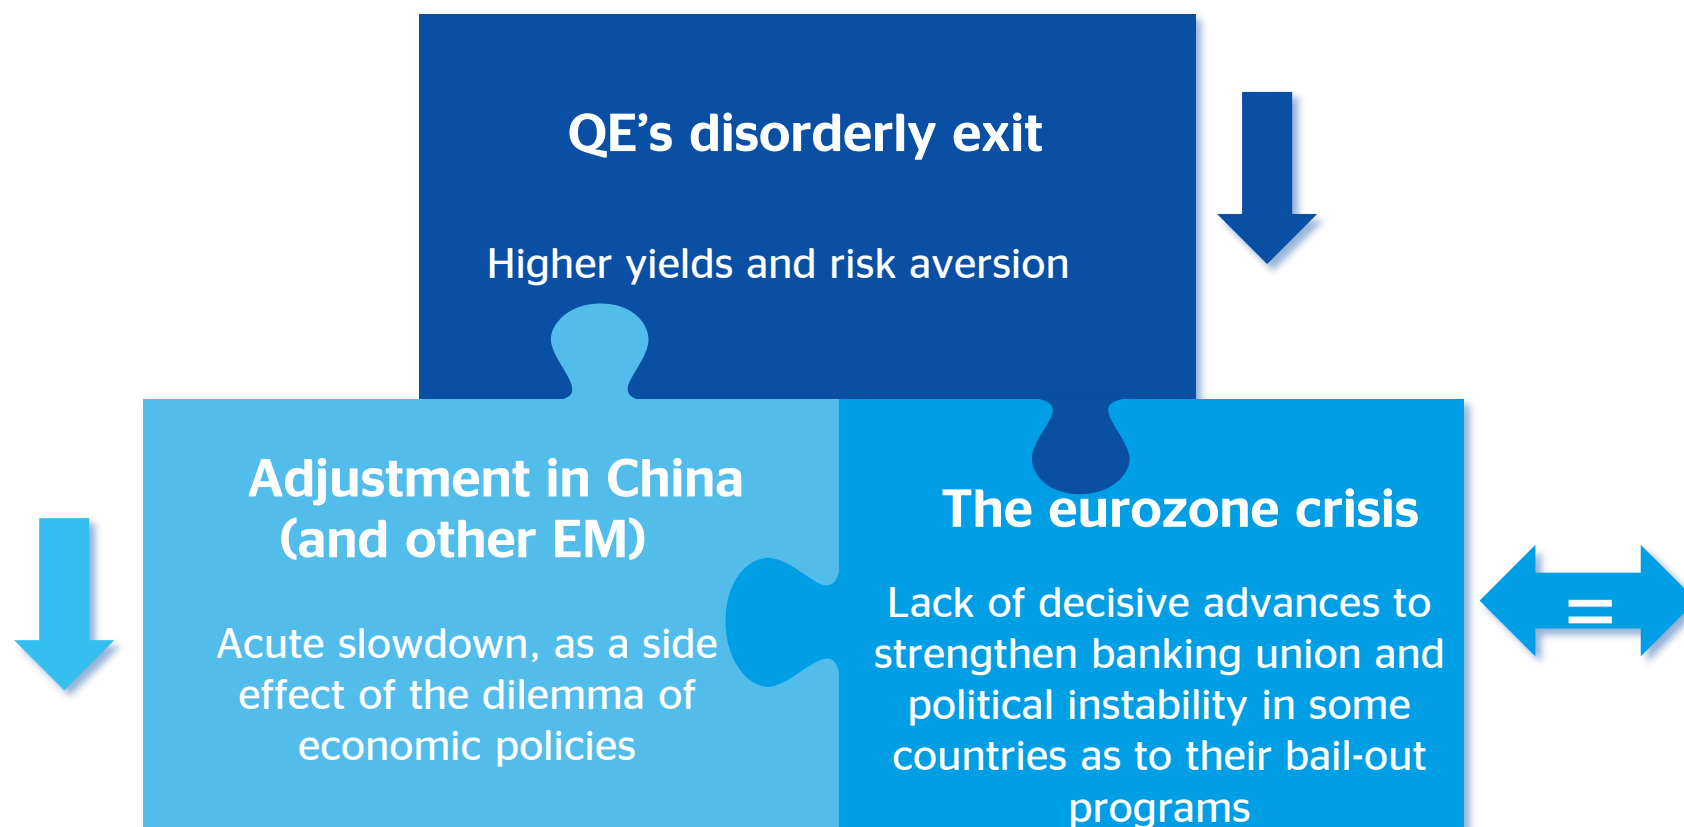 QE’s disorderly exit
Higher yields and risk aversion
Adjustment in China
(and other EM)
Acute slowdown, as a side
effect of the dilemma of
economic policies
The eurozone crisis
Lack of decisive advances to
strengthen banking union and
political instability in some
countries as to their bail-out
programs
=